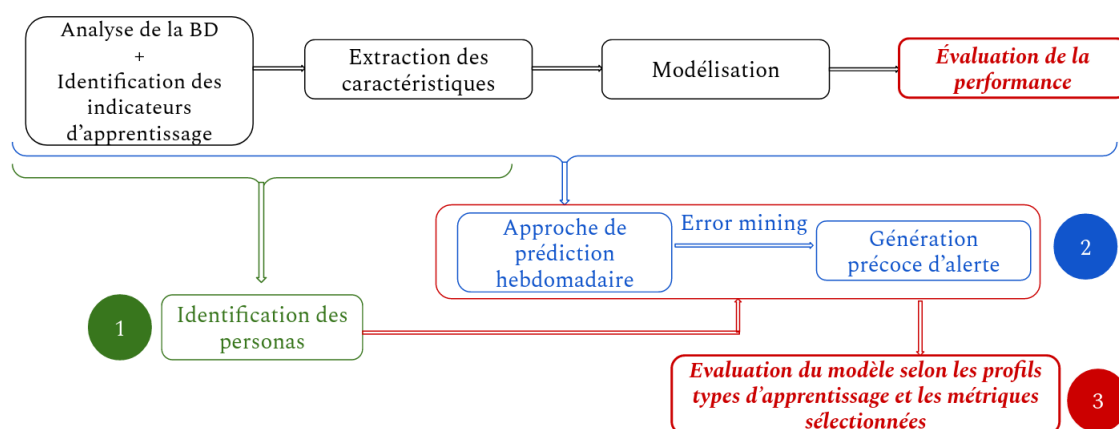 Analyse de la BD
+
Identification des
indicateurs
d'apprentissage
Extraction des
caractéristiques
Modélisation
Évaluation de la
performance
Approche de
prédiction
hebdomadaire
Error mining
Génération
précoce d'alerte
2
1
Identification des
personas
Evaluation du modèle selon les profils
types d'apprentissage et les métriques
sélectionnées
3